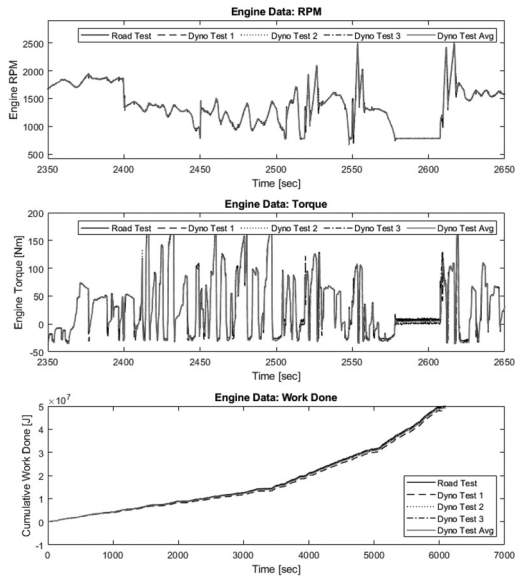 Engine Data: RPM
Road Test Dyno Test 1 Dyno Test 2 Dyno Test 3 Dyno Test Avg
2500
2000
1500
1000
500
Engine RPM
2350 2400 2450 2500 2550 2600 2650
Time [sec]
Engine Data: Torque
Road Test Dyno Test 1 Dyno Test 2 Dyno Test 3 Dyno Test Avg
200
150
100
50
0
-50
Engine Torque [Nm]
2350 2400 2450 2500 2550 2600 2650
Time [sec]
Engine Data: Work Done
×10⁷
5
4
3
2
1
0
-1
Cumulative Work Done [J]
Road Test
Dyno Test 1
Dyno Test 2
Dyno Test 3
Dyno Test Avg
0 1000 2000 3000 4000 5000 6000 7000
Time [sec]